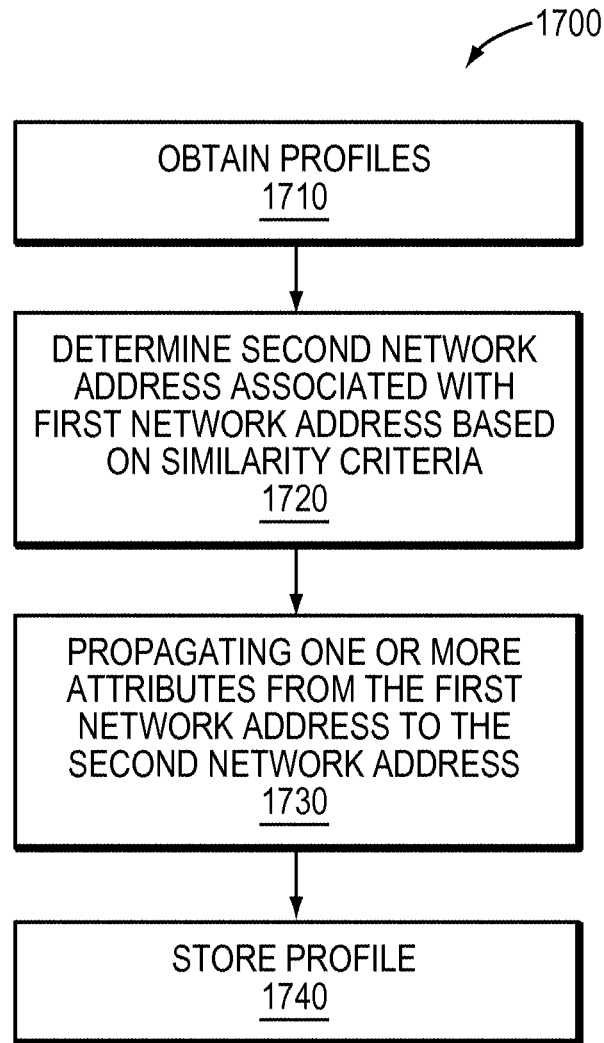 1700
OBTAIN PROFILES
1710
DETERMINE SECOND NETWORK
ADDRESS ASSOCIATED WITH
FIRST NETWORK ADDRESS BASED
ON SIMILARITY CRITERIA
1720
PROPAGATING ONE OR MORE
ATTRIBUTES FROM THE FIRST
NETWORK ADDRESS TO THE
SECOND NETWORK ADDRESS
1730
STORE PROFILE
1740